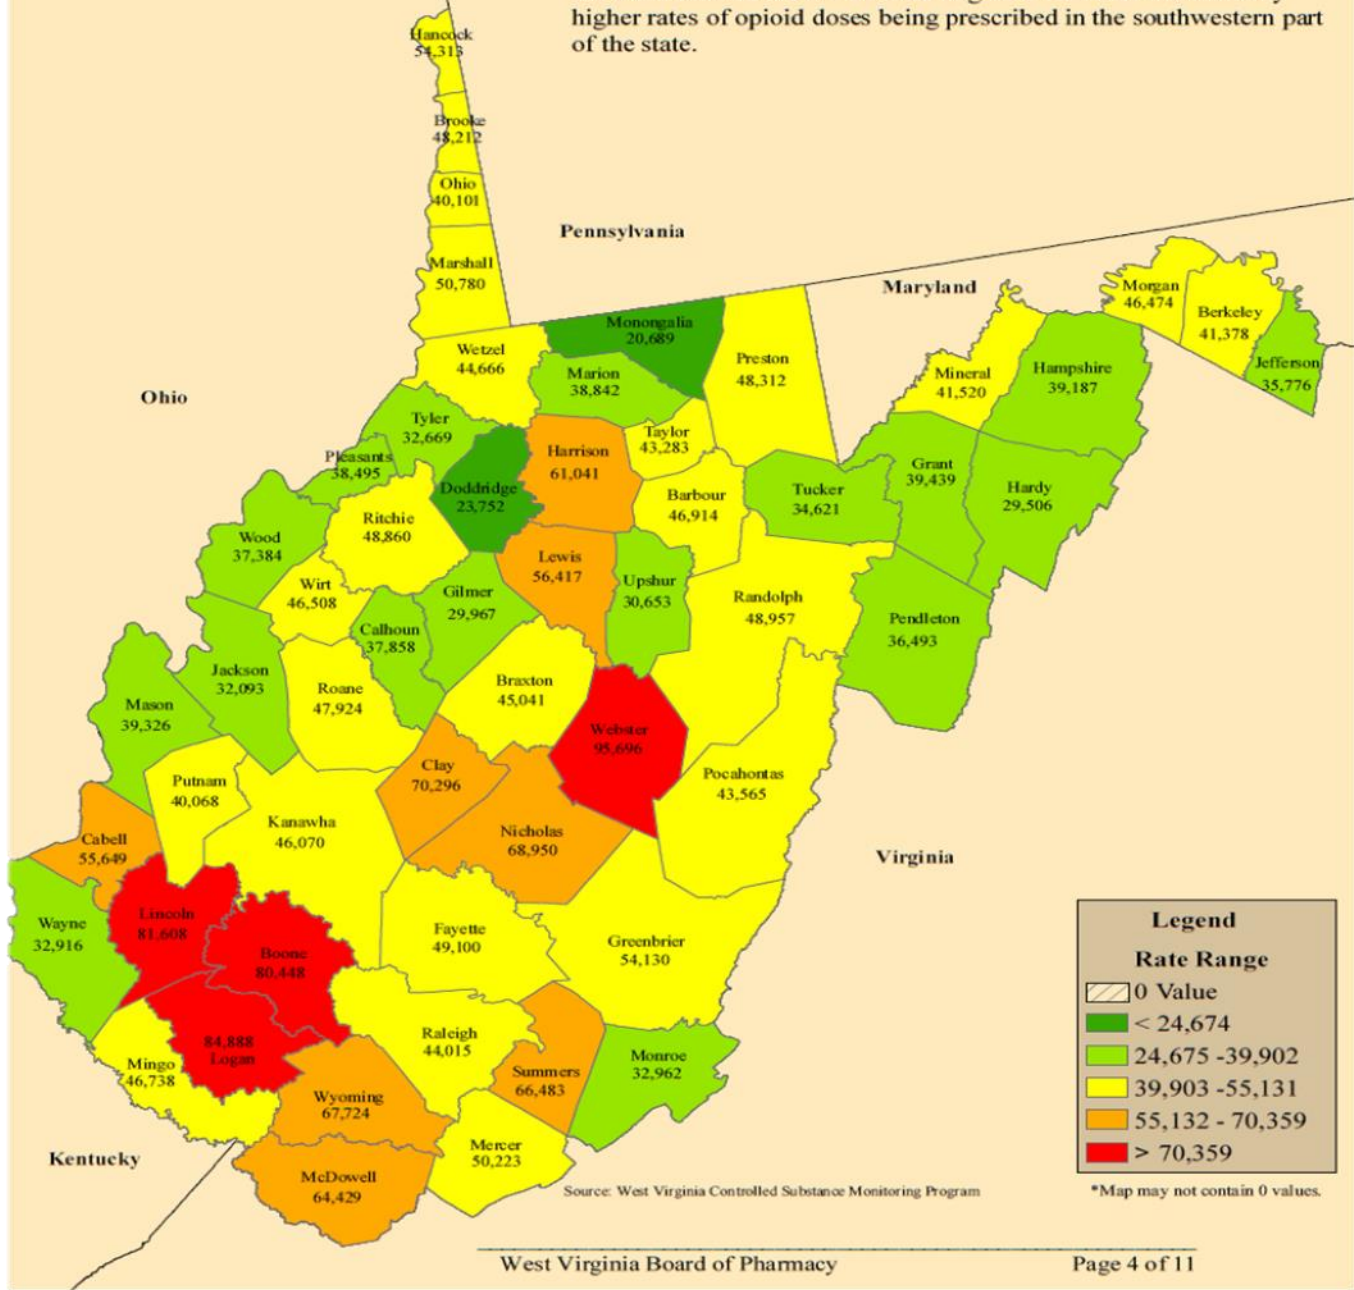 higher rates of opioid doses being prescribed in the southwestern part
of the state.
Hancock
54,313
Brooke
48,212
Ohio
40,101
Pennsylvania
Marshall
50,780
Maryland
Morgan
46,474
Berkeley
41,378
Jefferson
35,776
Monongalia
20,689
Wetzel
44,666
Preston
48,312
Marion
38,842
Mineral
41,520
Hampshire
39,187
Ohio
Tyler
32,669
Taylor
43,283
Harrison
61,041
Pleasants
38,495
Doddridge
23,752
Barbour
46,914
Tucker
34,621
Grant
39,439
Hardy
29,506
Ritchie
48,860
Wood
37,384
Lewis
56,417
Wirt
46,508
Gilmer
29,967
Upshur
30,653
Randolph
48,957
Pendleton
36,493
Calhoun
37,858
Jackson
32,093
Roane
47,924
Braxton
45,041
Mason
39,326
Webster
95,696
Clay
70,296
Pocahontas
43,565
Putnam
40,068
Kanawha
46,070
Nicholas
68,950
Cabell
55,649
Virginia
Lincoln
81,608
Wayne
32,916
Fayette
49,100
Greenbrier
54,130
Boone
80,448
84,888
Logan
Raleigh
44,015
Monroe
32,962
Mingo
46,738
Summers
66,483
Wyoming
67,724
Mercer
50,223
Kentucky
McDowell
64,429
Legend
Rate Range
0 Value
< 24,674
24,675 -39,902
39,903 -55,131
55,132 - 70,359
> 70,359
Source: West Virginia Controlled Substance Monitoring Program
*Map may not contain 0 values.
West Virginia Board of Pharmacy
Page 4 of 11